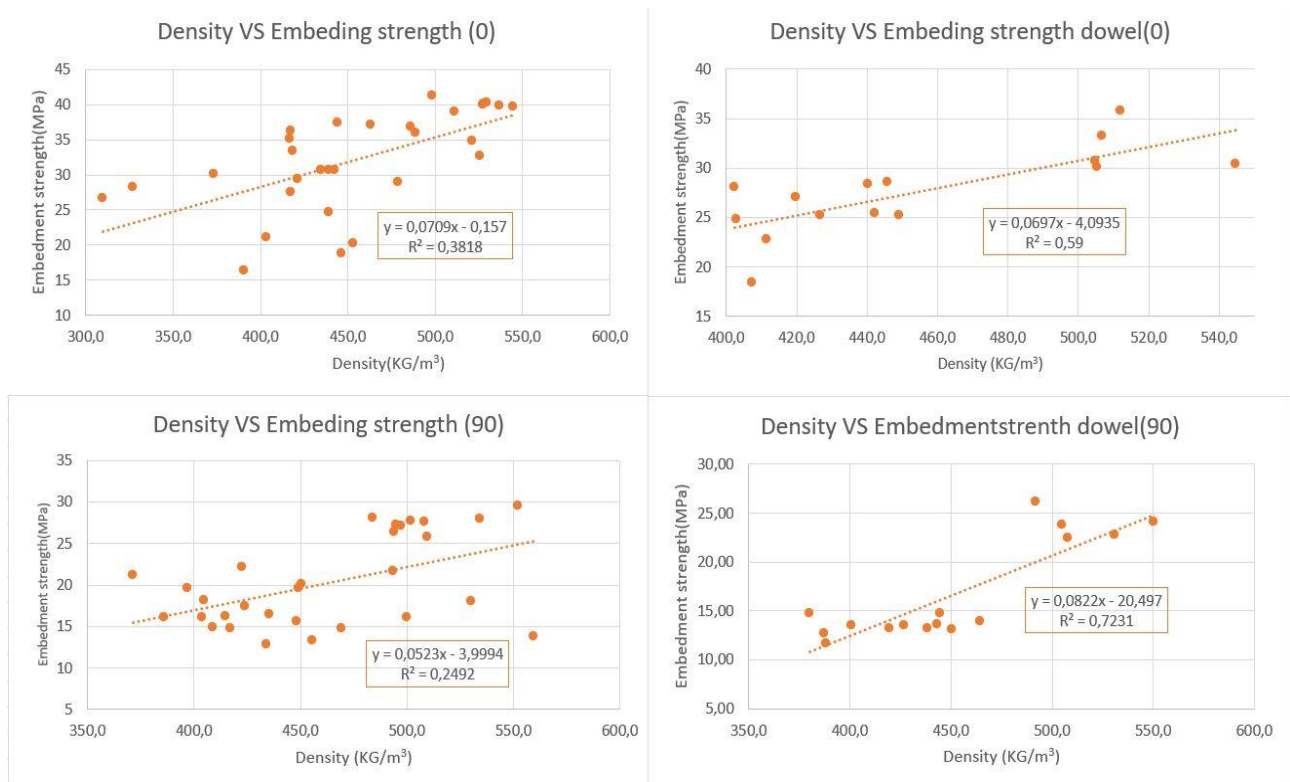 Density VS Embeding strength (0)
Embedment strength(MPa)
45
40
35
30
25
20
15
10
y = 0,0709x - 0,157
R² = 0,3818
300,0 350,0 400,0 450,0 500,0 550,0 600,0
Density(KG/m³)
Density VS Embeding strength dowel(0)
Embedment strength(MPa)
40
35
30
25
20
15
y = 0,0697x - 4,0935
R² = 0,59
400,0 420,0 440,0 460,0 480,0 500,0 520,0 540,0
Density (KG/m³)
Density VS Embeding strength (90)
Embedment strength(MPa)
35
30
25
20
15
10
5
y = 0,0523x - 3,9994
R² = 0,2492
350,0 400,0 450,0 500,0 550,0 600,0
Density (KG/m³)
Density VS Embedmentstrenth dowel(90)
Embedment strength(MPa)
30,00
25,00
20,00
15,00
10,00
5,00
y = 0,0822x - 20,497
R² = 0,7231
350,0 400,0 450,0 500,0 550,0 600,0
Density (KG/m³)